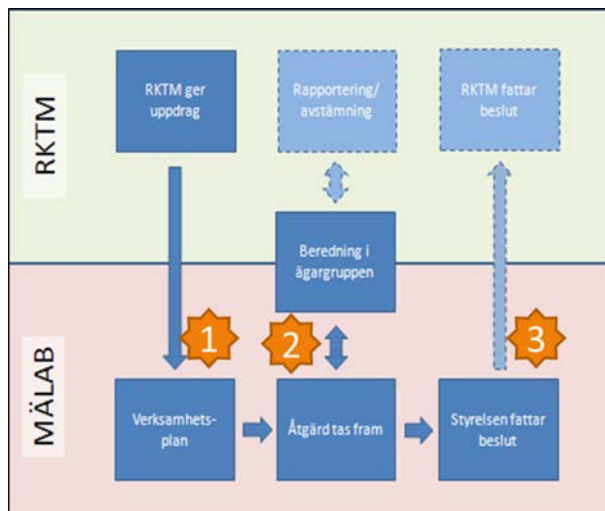 RKTM
RKTM ger
uppdrag
Rapportering/
avstämning
RKTM fattar
beslut
Beredning i
ägargruppen
1
2
3
MÄLAB
Verksamhets-
plan
Åtgärd tas fram
Styrelsen fattar
beslut